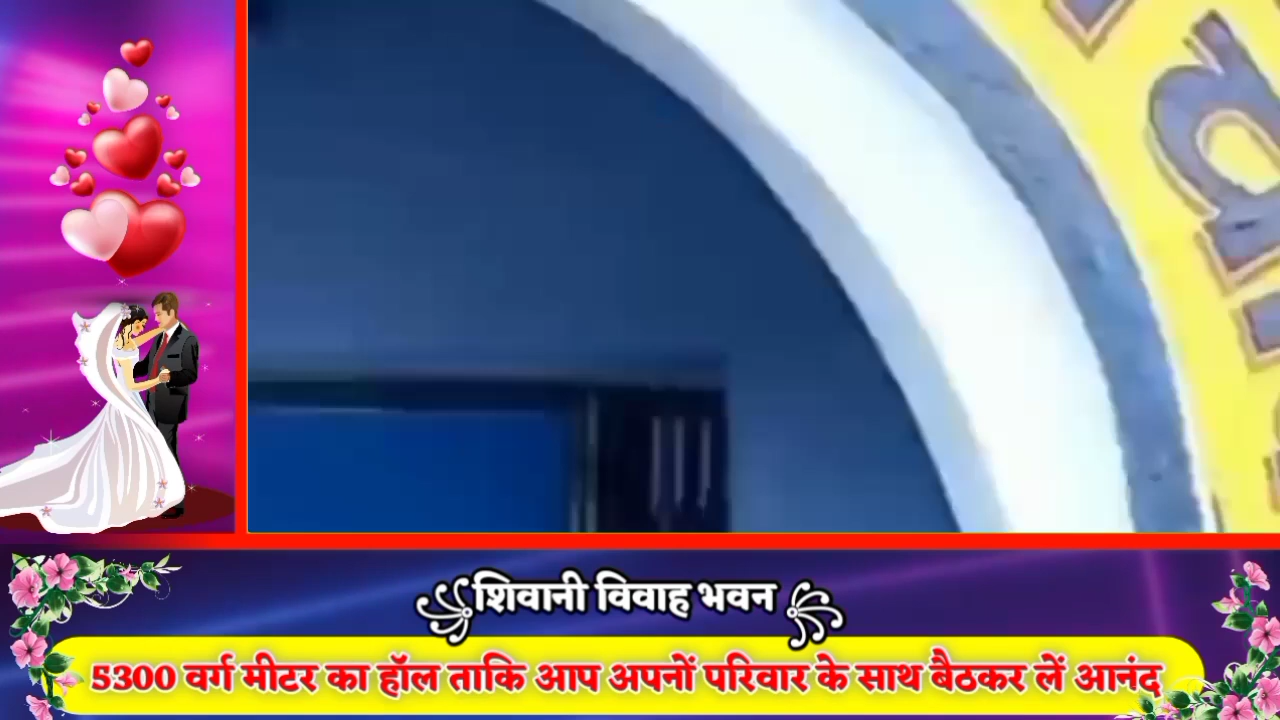 शिवानी विवाह भवन
5300 वर्ग मीटर का हॉल ताकि आप अपनों परिवार के साथ बैठकर लें आनंद